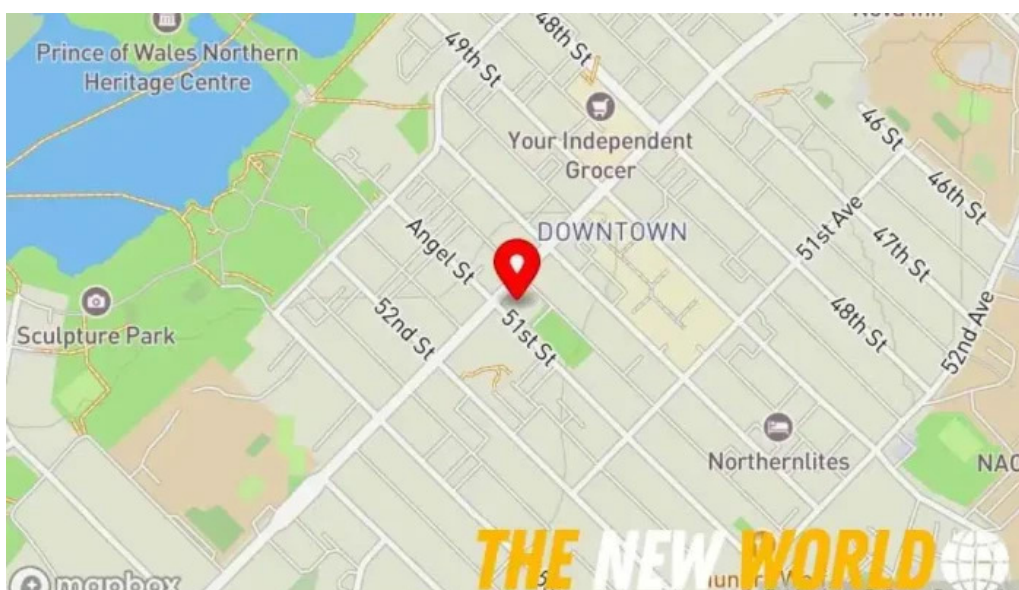 48th St
49th St
Prince of Wales Northern
Heritage Centre
Your Independent
Grocer
46 St
46th St
51st Ave
47th St
DOWNTOWN
Angel St
52nd St
51st St
48th St
52nd Ave
Sculpture Park
Northernlites
NAC
THE NEW WORLD
mapbox